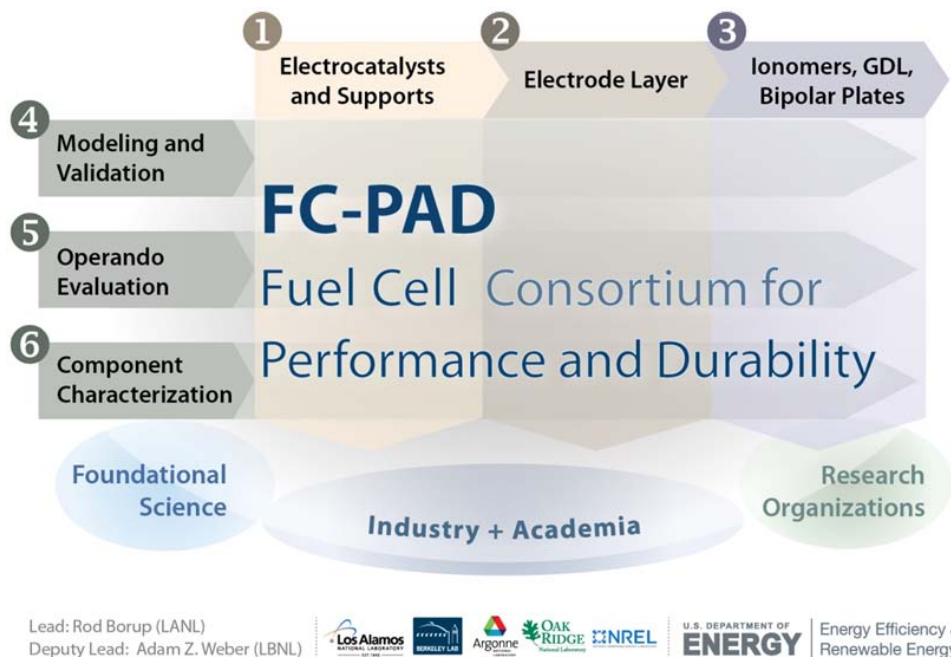 1
2
3
Electrocatalysts
and Supports
Electrode Layer
Ionomers, GDL,
Bipolar Plates
4
Modeling and
Validation
5
Operando
Evaluation
6
Component
Characterization
FC-PAD
Fuel Cell Consortium for
Performance and Durability
Foundational
Science
Industry + Academia
Research
Organizations
Lead: Rod Borup (LANL)
Deputy Lead: Adam Z. Weber (LBNL)
Los Alamos
NATIONAL LABORATORY
BERKELEY LAB
Argonne
OAK
RIDGE
National Laboratory
NREL
U.S. DEPARTMENT OF
ENERGY
Energy Efficiency
Renewable Energ